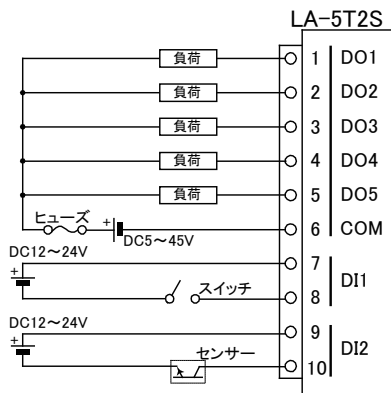 LA-5T2S
負荷 1 DO1
負荷 2 DO2
負荷 3 DO3
負荷 4 DO4
負荷 5 DO5
ヒューズ + DC5~45V 6 COM
DC12~24V
+ 7
スイッチ 8
DI1
DC12~24V
+ 9
センサー 10
DI2